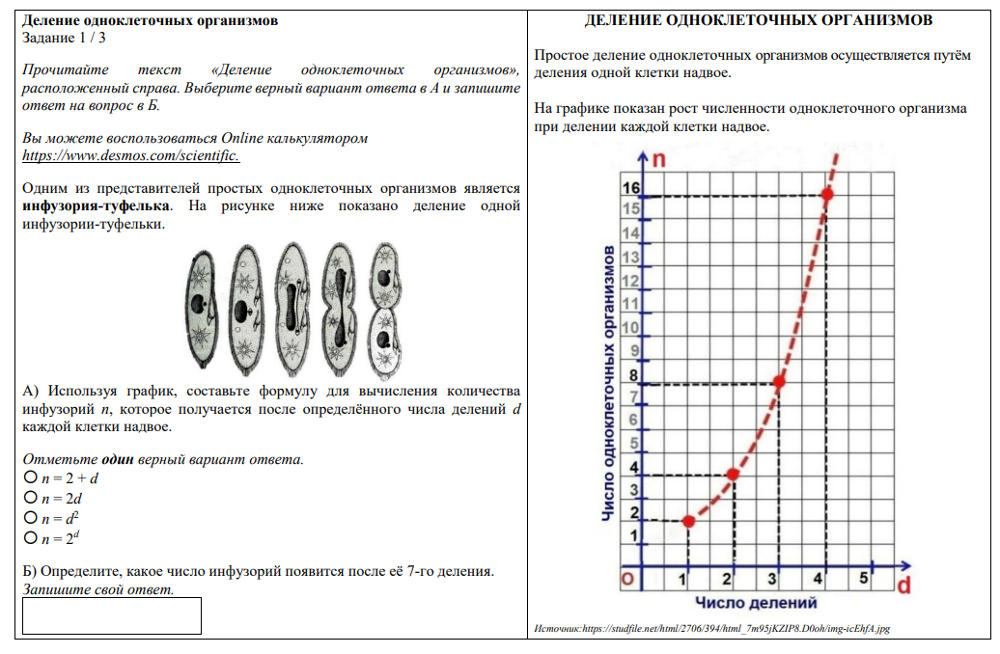 Деление одноклеточных организмов
Задание 1 / 3
Прочитайте текст «Деление одноклеточных организмов»,
расположенный справа. Выберите верный вариант ответа в А и запишите
ответ на вопрос в Б.
Вы можете воспользоваться Online калькулятором
https://www.desmos.com/scientific.
Одним из представителей простых одноклеточных организмов является
инфузория-туфелька. На рисунке ниже показано деление одной
инфузории-туфельки.
А) Используя график, составьте формулу для вычисления количества
инфузорий n, которое получается после определённого числа делений d
каждой клетки надвое.
Отметьте один верный вариант ответа.
n = 2 + d
n = 2d
n = d²
n = 2ᵈ
Б) Определите, какое число инфузорий появится после её 7-го деления.
Запишите свой ответ.
ДЕЛЕНИЕ ОДНОКЛЕТОЧНЫХ ОРГАНИЗМОВ
Простое деление одноклеточных организмов осуществляется путём
деления одной клетки надвое.
На графике показан рост численности одноклеточного организма
при делении каждой клетки надвое.
n
16
15
14
13
12
11
10
9
8
7
6
5
4
3
2
1
Число одноклеточных организмов
0 1 2 3 4 5 d
Число делений
Источник:https://studfile.net/html/2706/394/html_7m95jKZIP8.D0oh/img-icEhfA.jpg